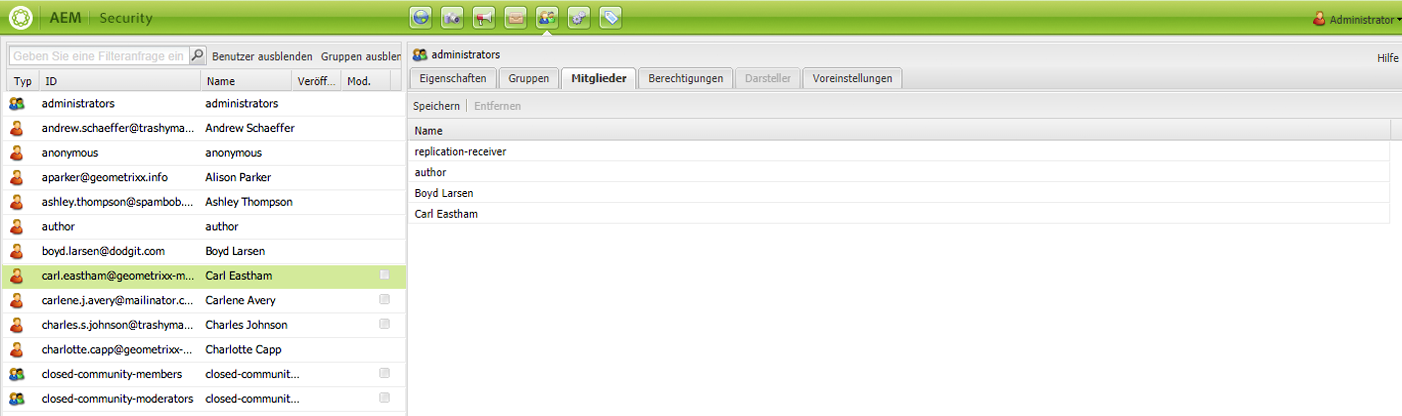 AEM Security
Administrator
Geben Sie eine Filteranfrage ein Benutzer ausblenden Gruppen ausblen
Typ ID Name Veröff... Mod.
administrators administrators
andrew.schaeffer@trashyma... Andrew Schaeffer
anonymous anonymous
aparker@geometrixx.info Alison Parker
ashley.thompson@spambob.... Ashley Thompson
author author
boyd.larsen@dodgit.com Boyd Larsen
carl.eastham@geometrixx-m... Carl Eastham
carlene.j.avery@mailinator.c... Carlene Avery
charles.s.johnson@trashyma... Charles Johnson
charlotte.capp@geometrixx-... Charlotte Capp
closed-community-members closed-communit...
closed-community-moderators closed-communit...
administrators
Hilfe
Eigenschaften Gruppen Mitglieder Berechtigungen Darsteller Voreinstellungen
Speichern Entfernen
Name
replication-receiver
author
Boyd Larsen
Carl Eastham